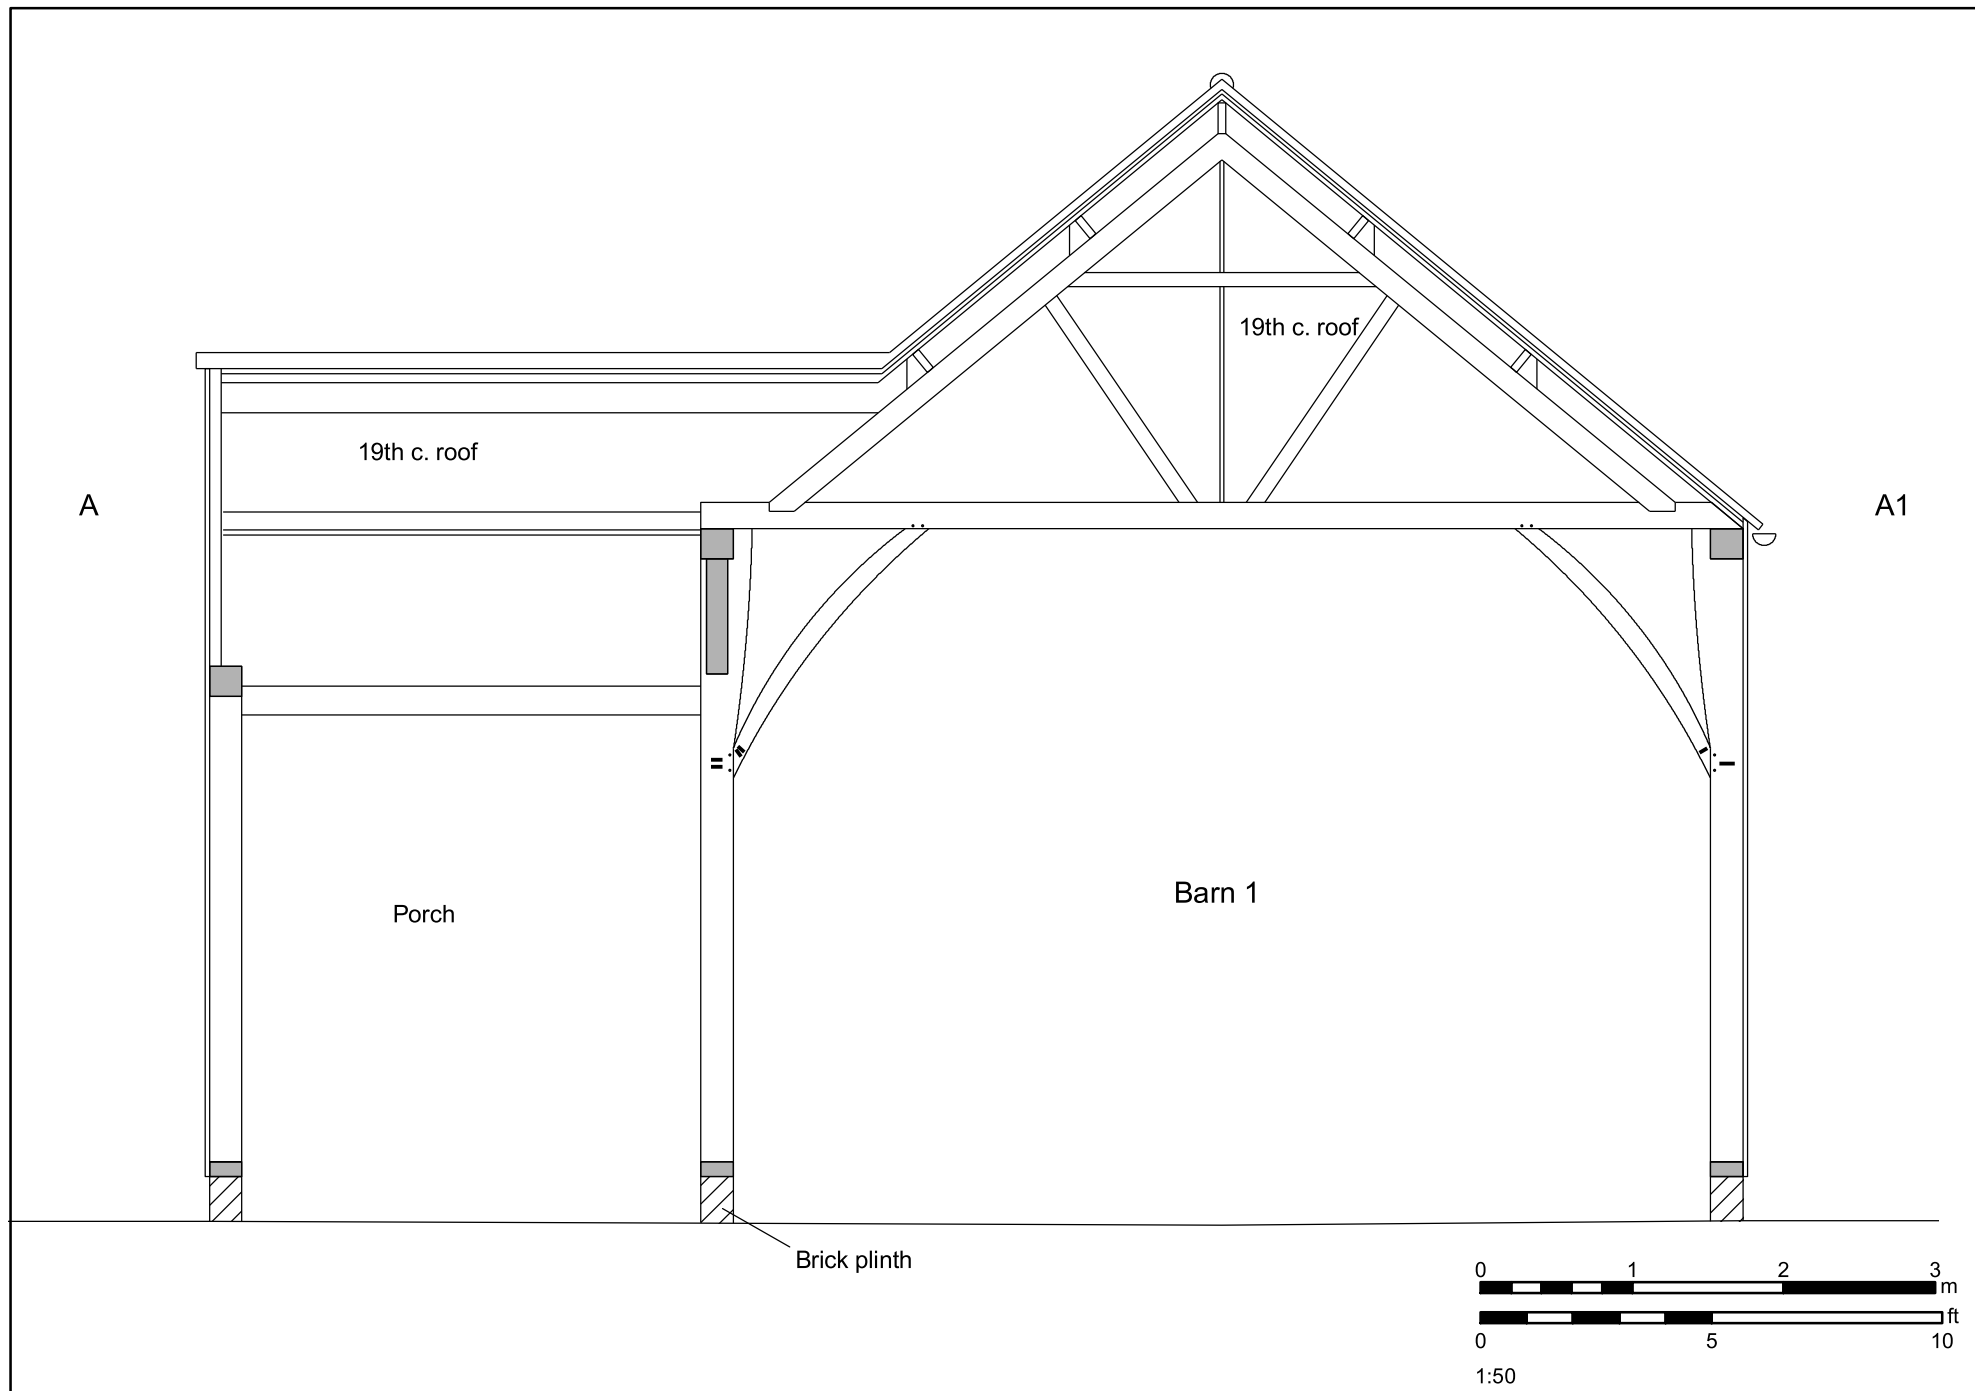 19th c. roof
19th c. roof
A
A1
Porch
Barn 1
Brick plinth
0 1 2 3
m
ft
0 5 10
1:50